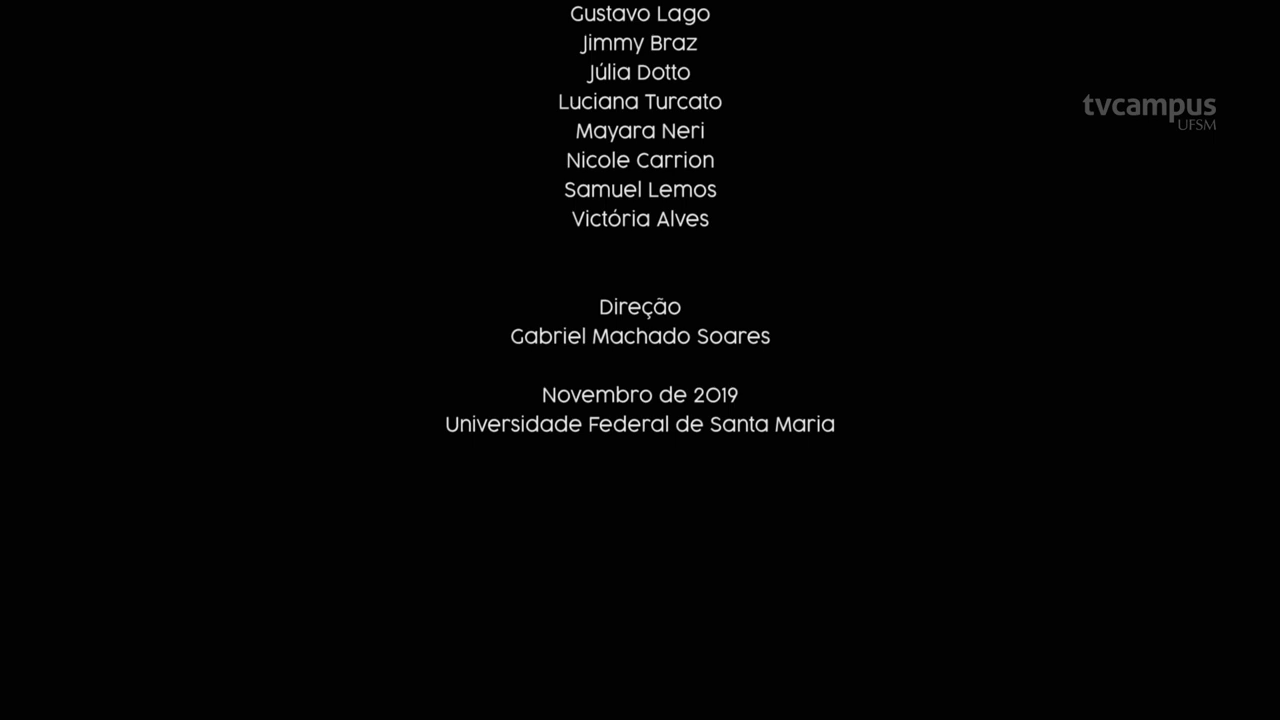 Gustavo Lago
Jimmy Braz
Júlia Dotto
Luciana Turcato
Mayara Neri
Nicole Carrion
Samuel Lemos
Victória Alves
Direção
Gabriel Machado Soares
Novembro de 2019
Universidade Federal de Santa Maria
tvcampus
UFSM